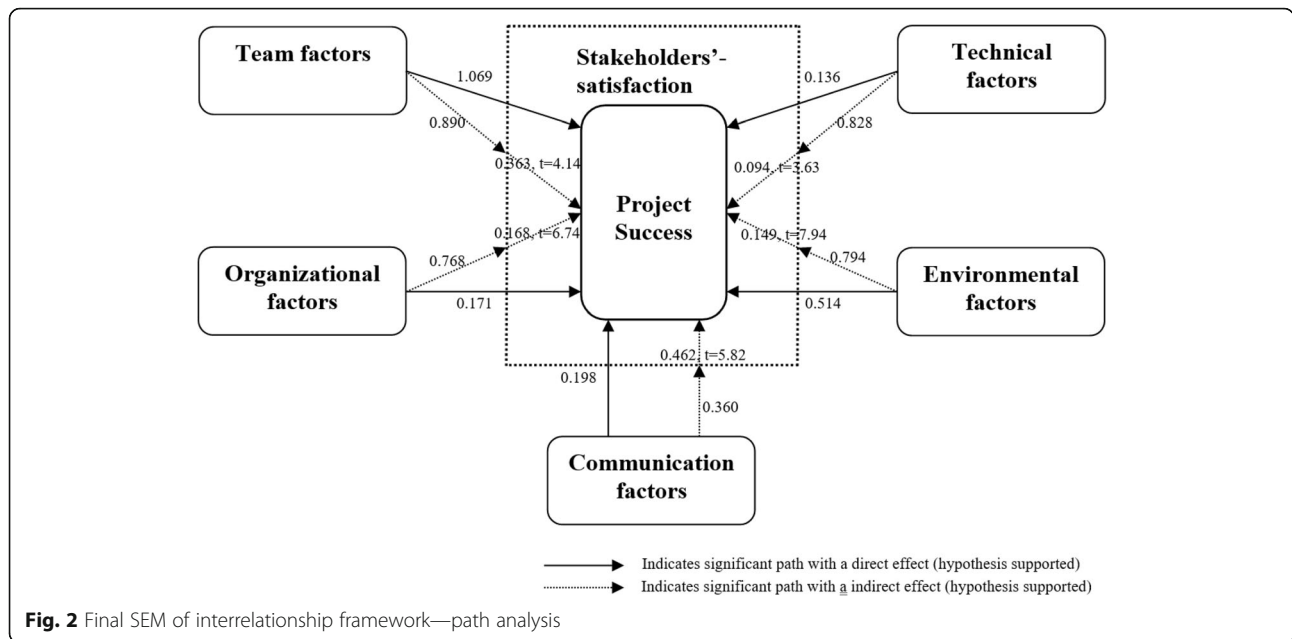 Team factors
Stakeholders'-
satisfaction
Technical
factors
1.069
0.136
0.890
0.828
0.363, t=4.14
0.094, t=3.63
Project
Success
0.168, t=6.74
0.149, t=7.94
Organizational
factors
0.768
0.794
Environmental
factors
0.171
0.514
0.462, t=5.82
0.198
0.360
Communication
factors
Indicates significant path with a direct effect (hypothesis supported)
Indicates significant path with a indirect effect (hypothesis supported)
Fig. 2 Final SEM of interrelationship framework—path analysis